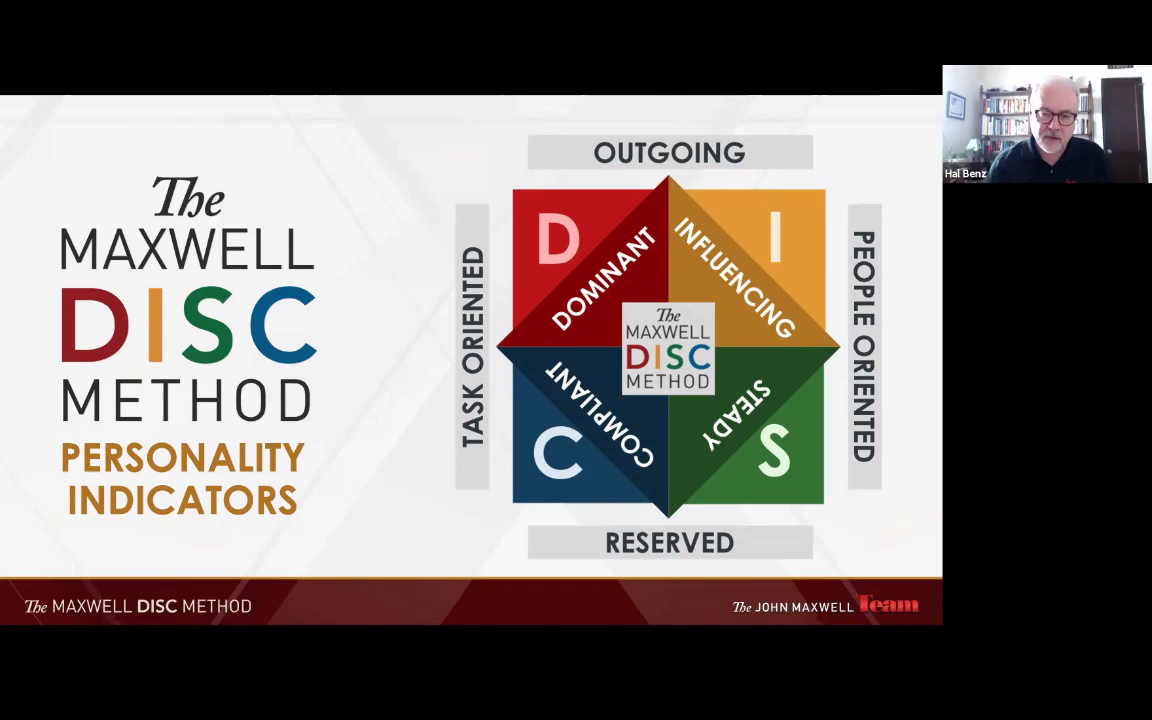 The
MAXWELL
DISC
METHOD
PERSONALITY
INDICATORS
OUTGOING
TASK ORIENTED
D
DOMINANT
I
INFLUENCING
PEOPLE ORIENTED
The
MAXWELL
DISC
METHOD
C
COMPLIANT
S
STEADY
RESERVED
The MAXWELL DISC METHOD
The JOHN MAXWELL Team
Hal Benz